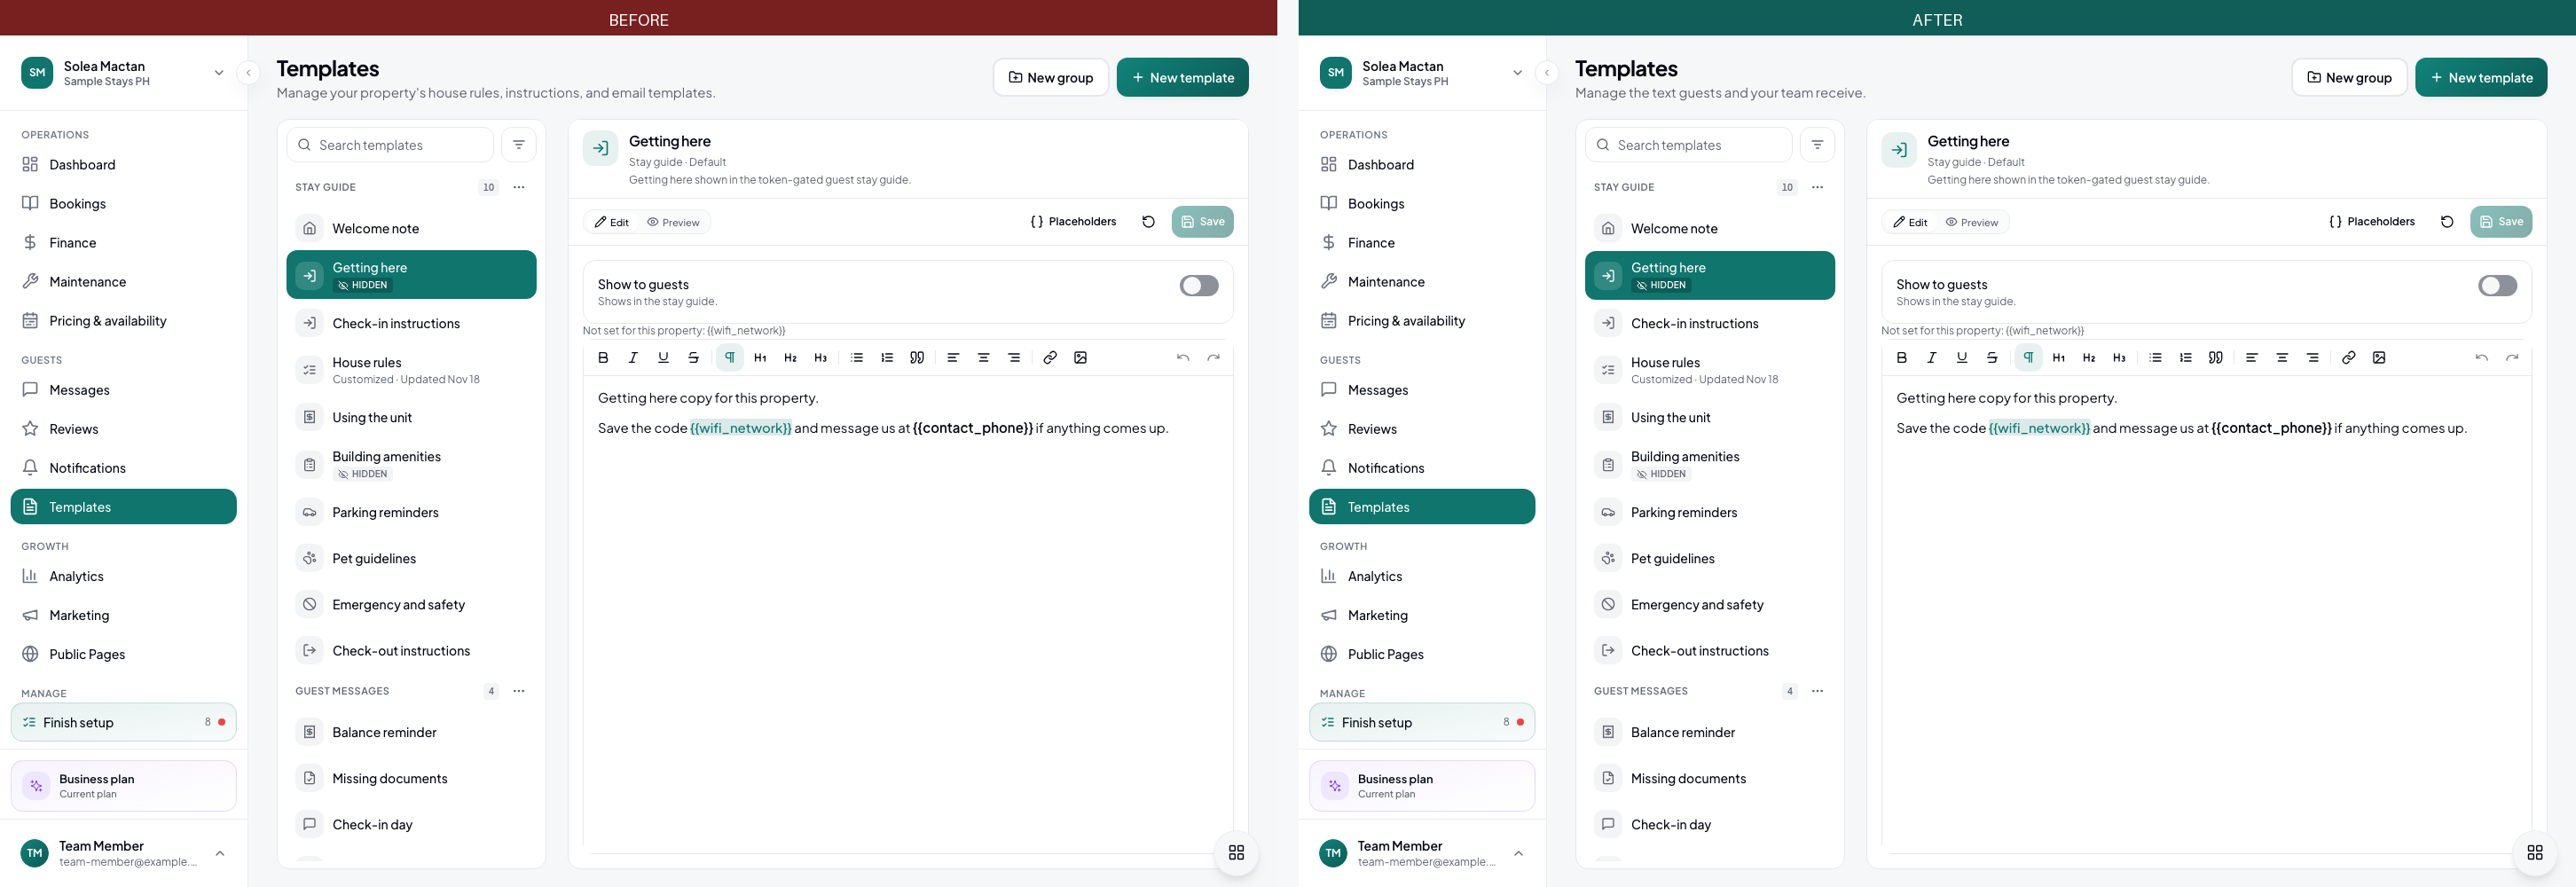 BEFORE
SM
Solea Mactan
Sample Stays PH
OPERATIONS
Dashboard
Bookings
Finance
Maintenance
Pricing & availability
GUESTS
Messages
Reviews
Notifications
Templates
GROWTH
Analytics
Marketing
Public Pages
MANAGE
Finish setup 8
Business plan
Current plan
TM
Team Member
team-member@example....
Templates
Manage your property's house rules, instructions, and email templates.
New group
New template
Search templates
STAY GUIDE 10
Welcome note
Getting here
HIDDEN
Check-in instructions
House rules
Customized · Updated Nov 18
Using the unit
Building amenities
HIDDEN
Parking reminders
Pet guidelines
Emergency and safety
Check-out instructions
GUEST MESSAGES 4
Balance reminder
Missing documents
Check-in day
Getting here
Stay guide · Default
Getting here shown in the token-gated guest stay guide.
Edit Preview
{ } Placeholders
Save
Show to guests
Shows in the stay guide.
Not set for this property: {{wifi_network}}
B I U S ¶ H1 H2 H3
Getting here copy for this property.
Save the code {{wifi_network}} and message us at {{contact_phone}} if anything comes up.
AFTER
SM
Solea Mactan
Sample Stays PH
OPERATIONS
Dashboard
Bookings
Finance
Maintenance
Pricing & availability
GUESTS
Messages
Reviews
Notifications
Templates
GROWTH
Analytics
Marketing
Public Pages
MANAGE
Finish setup 8
Business plan
Current plan
TM
Team Member
team-member@example....
Templates
Manage the text guests and your team receive.
New group
New template
Search templates
STAY GUIDE 10
Welcome note
Getting here
HIDDEN
Check-in instructions
House rules
Customized · Updated Nov 18
Using the unit
Building amenities
HIDDEN
Parking reminders
Pet guidelines
Emergency and safety
Check-out instructions
GUEST MESSAGES 4
Balance reminder
Missing documents
Check-in day
Getting here
Stay guide · Default
Getting here shown in the token-gated guest stay guide.
Edit Preview
{ } Placeholders
Save
Show to guests
Shows in the stay guide.
Not set for this property: {{wifi_network}}
B I U S ¶ H1 H2 H3
Getting here copy for this property.
Save the code {{wifi_network}} and message us at {{contact_phone}} if anything comes up.